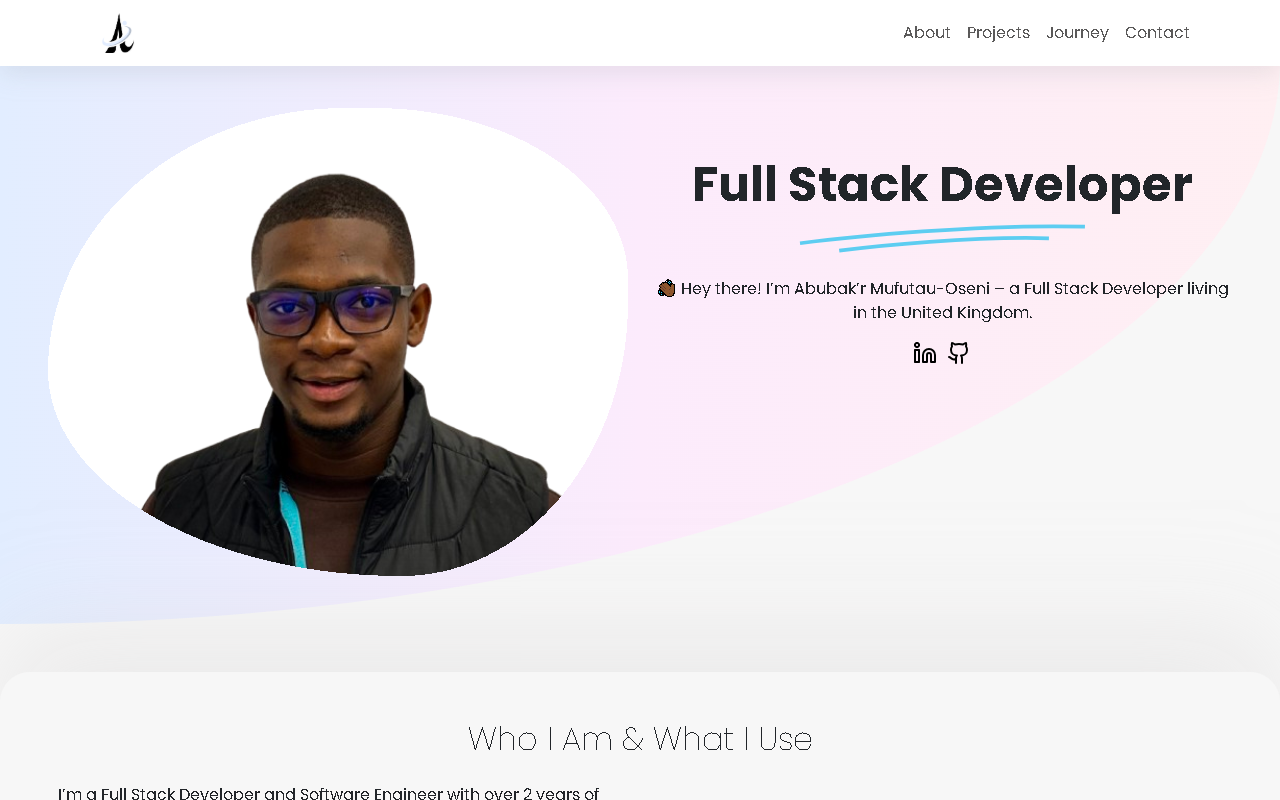 About Projects Journey Contact
Full Stack Developer
👋🏾 Hey there! I’m Abubak’r Mufutau-Oseni – a Full Stack Developer living
in the United Kingdom.
Who I Am & What I Use
I’m a Full Stack Developer and Software Engineer with over 2 years of